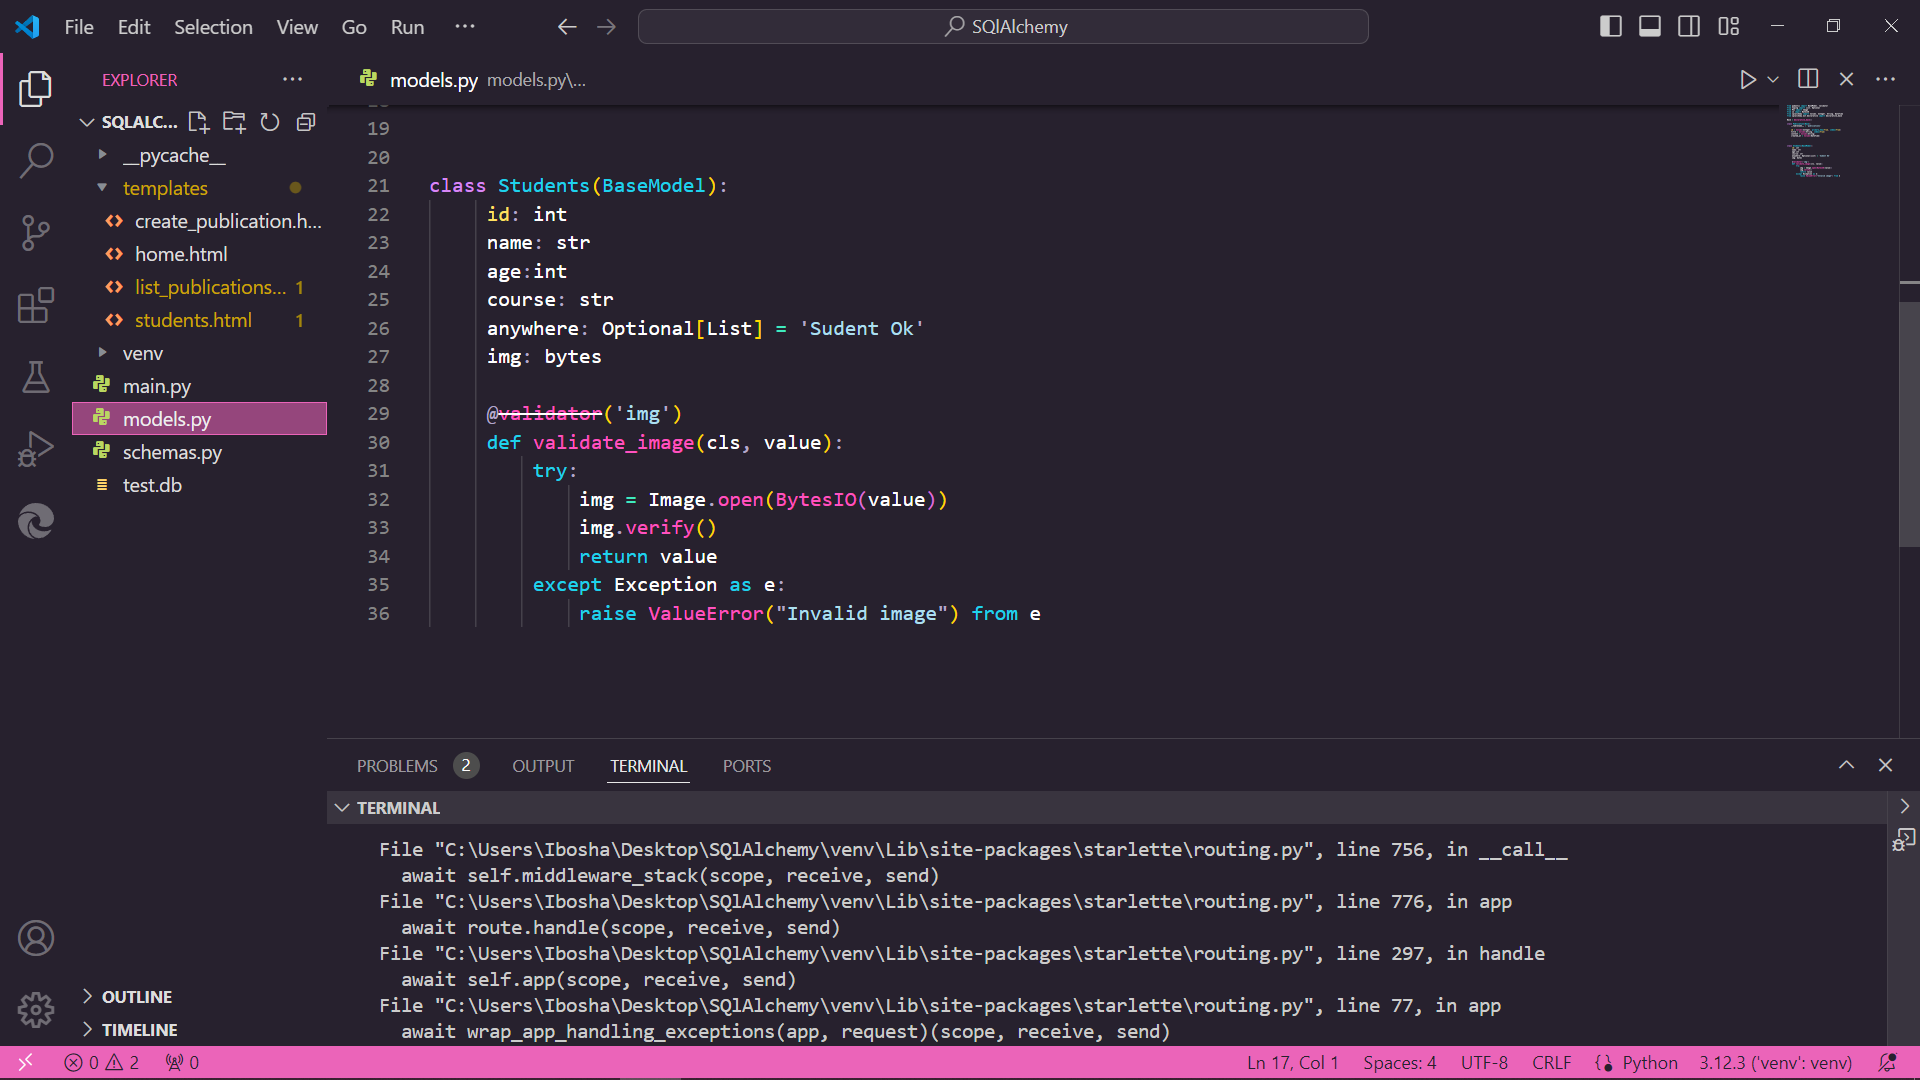 File Edit Selection View Go Run ···
SQlAlchemy
EXPLORER ···
SQLALC...
__pycache__
templates
create_publication.h...
home.html
list_publications... 1
students.html 1
venv
main.py
models.py
schemas.py
test.db
OUTLINE
TIMELINE
models.py models.py\...
19
20
21 class Students(BaseModel):
22 id: int
23 name: str
24 age:int
25 course: str
26 anywhere: Optional[List] = 'Sudent Ok'
27 img: bytes
28
29 @validator('img')
30 def validate_image(cls, value):
31 try:
32 img = Image.open(BytesIO(value))
33 img.verify()
34 return value
35 except Exception as e:
36 raise ValueError("Invalid image") from e
PROBLEMS 2 OUTPUT TERMINAL PORTS
TERMINAL
File "C:\Users\Ibosha\Desktop\SQlAlchemy\venv\Lib\site-packages\starlette\routing.py", line 756, in __call__
await self.middleware_stack(scope, receive, send)
File "C:\Users\Ibosha\Desktop\SQlAlchemy\venv\Lib\site-packages\starlette\routing.py", line 776, in app
await route.handle(scope, receive, send)
File "C:\Users\Ibosha\Desktop\SQlAlchemy\venv\Lib\site-packages\starlette\routing.py", line 297, in handle
await self.app(scope, receive, send)
File "C:\Users\Ibosha\Desktop\SQlAlchemy\venv\Lib\site-packages\starlette\routing.py", line 77, in app
await wrap_app_handling_exceptions(app, request)(scope, receive, send)
0 2 0 Ln 17, Col 1 Spaces: 4 UTF-8 CRLF {} Python 3.12.3 ('venv': venv)